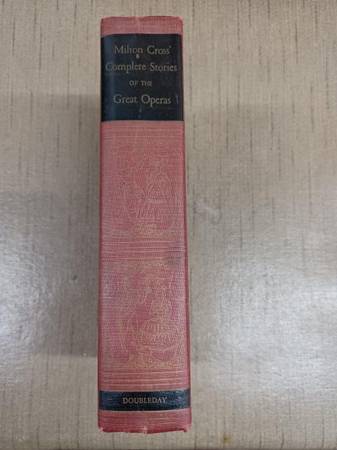 Milton Cross'
Complete Stories
OF THE
Great Operas
DOUBLEDAY